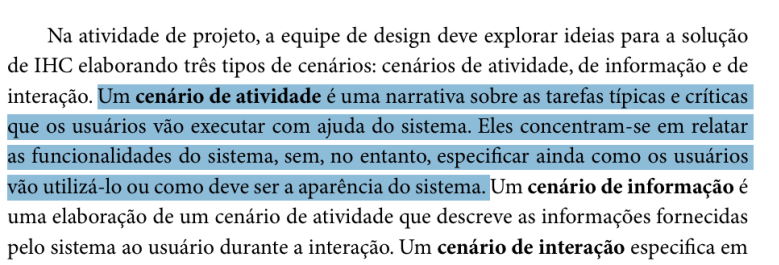 Na atividade de projeto, a equipe de design deve explorar ideias para a solução
de IHC elaborando três tipos de cenários: cenários de atividade, de informação e de
interação. Um cenário de atividade é uma narrativa sobre as tarefas típicas e críticas
que os usuários vão executar com ajuda do sistema. Eles concentram-se em relatar
as funcionalidades do sistema, sem, no entanto, especificar ainda como os usuários
vão utilizá-lo ou como deve ser a aparência do sistema. Um cenário de informação é
uma elaboração de um cenário de atividade que descreve as informações fornecidas
pelo sistema ao usuário durante a interação. Um cenário de interação especifica em